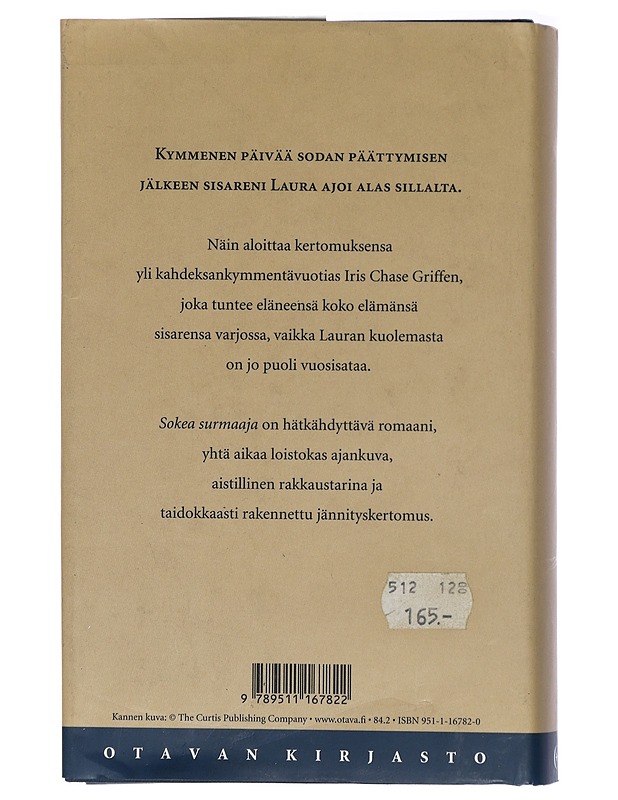 KYMMENEN PÄIVÄÄ SODAN PÄÄTTYMISEN
JÄLKEEN SISARENI LAURA AJOI ALAS SILLALTA.
Näin aloittaa kertomuksensa
yli kahdeksankymmentävuotias Iris Chase Griffen,
joka tuntee eläneensä koko elämänsä
sisarensa varjossa, vaikka Lauran kuolemasta
on jo puoli vuosisataa.
Sokea surmaaja on hätkähdyttävä romaani,
yhtä aikaa loistokas ajankuva,
aistillinen rakkaustarina ja
taidokkaasti rakennettu jännityskertomus.
512 128
165.-
9 789511 167822
Kannen kuva: © The Curtis Publishing Company • www.otava.fi • 84.2 • ISBN 951-1-16782-0
OTAVAN KIRJASTO